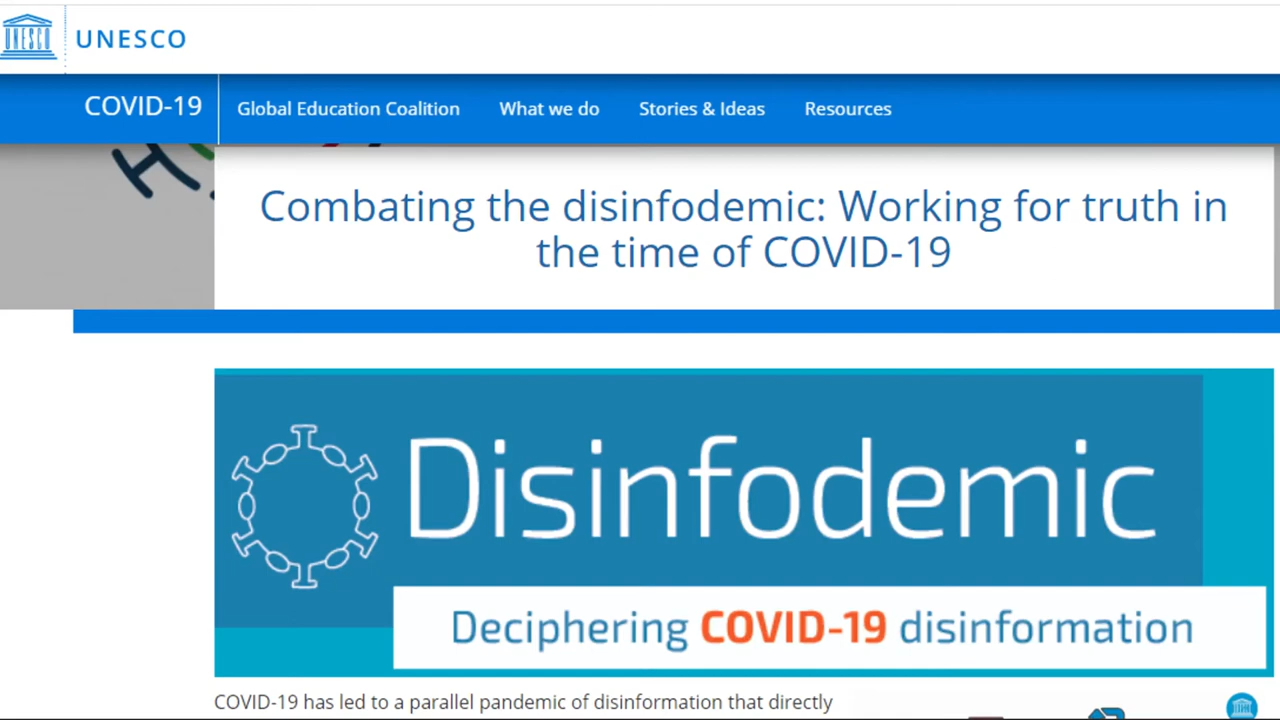 UNESCO
UNESCO
COVID-19
Global Education Coalition
What we do
Stories & Ideas
Resources
Combating the disinfodemic: Working for truth in
the time of COVID-19
Disinfodemic
Deciphering COVID-19 disinformation
COVID-19 has led to a parallel pandemic of disinformation that directly